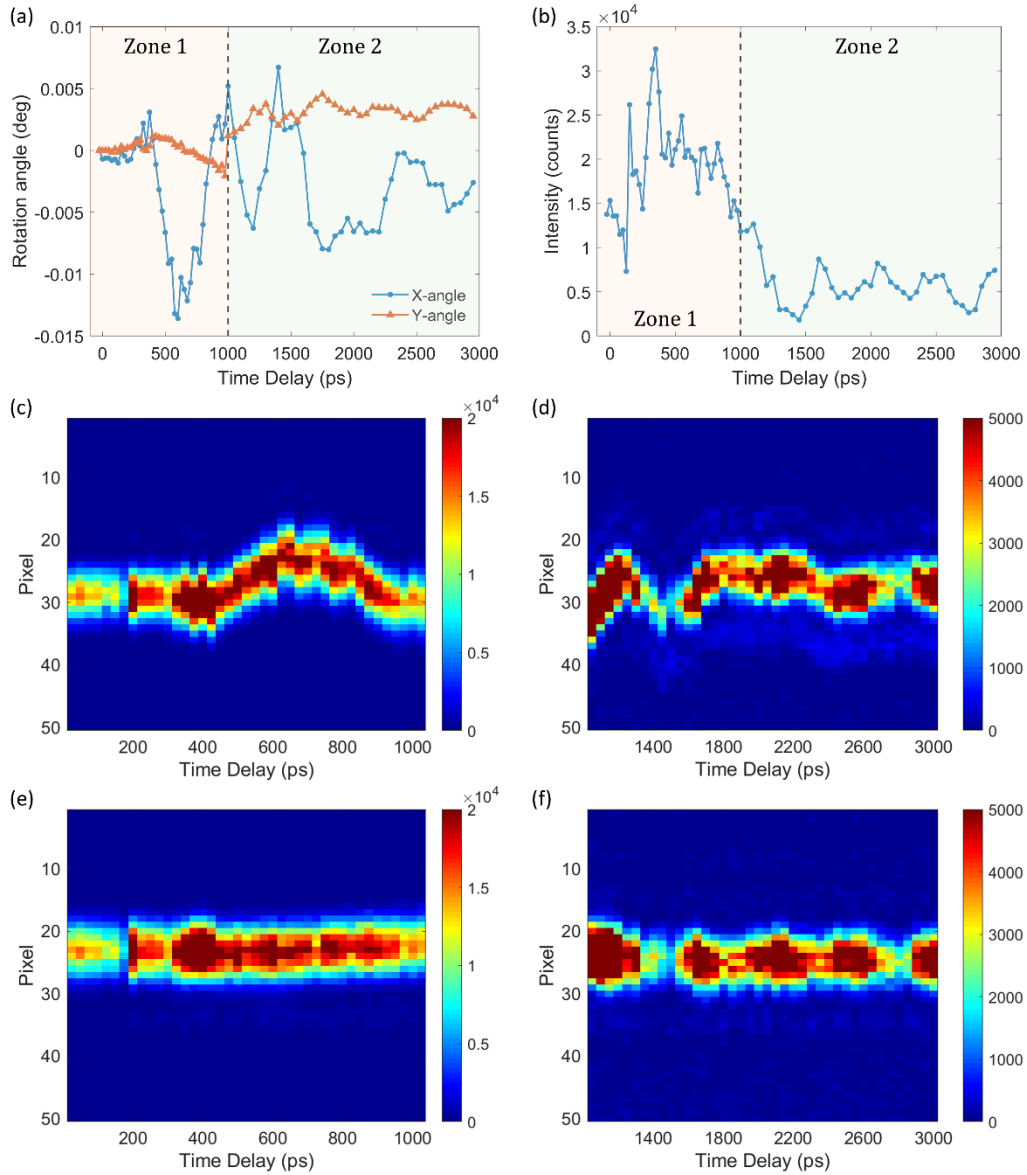 (a)
0.01
0.005
0
-0.005
-0.01
-0.015
Rotation angle (deg)
Zone 1
Zone 2
X-angle
Y-angle
0 500 1000 1500 2000 2500 3000
Time Delay (ps)
(b)
×10^4
3.5
3
2.5
2
1.5
1
0.5
0
Intensity (counts)
Zone 2
Zone 1
0 500 1000 1500 2000 2500 3000
Time Delay (ps)
(c)
10
20
30
40
50
Pixel
200 400 600 800 1000
Time Delay (ps)
×10^4
2
1.5
1
0.5
0
(d)
10
20
30
40
50
Pixel
1400 1800 2200 2600 3000
Time Delay (ps)
5000
4000
3000
2000
1000
0
(e)
10
20
30
40
50
Pixel
200 400 600 800 1000
Time Delay (ps)
×10^4
2
1.5
1
0.5
0
(f)
10
20
30
40
50
Pixel
1400 1800 2200 2600 3000
Time Delay (ps)
5000
4000
3000
2000
1000
0